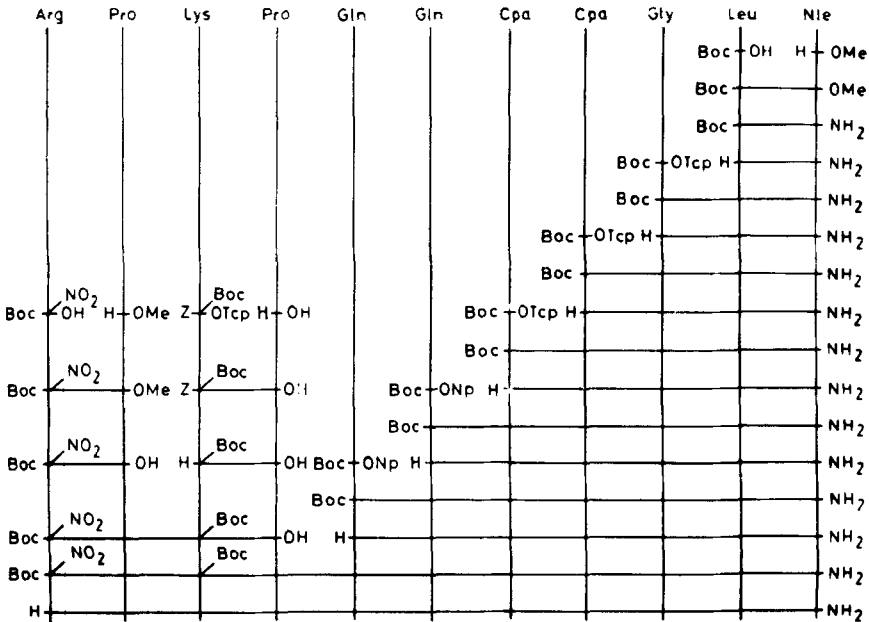 Arg Pro Lys Pro Gln Gln Cpa Cpa Gly Leu Nle
Boc OH H OMe
Boc OMe
Boc NH2
Boc OTcp H NH2
Boc NH2
Boc OTcp H NH2
Boc NH2
NO2 Boc
Boc OH H OMe Z OTcp H OH Boc OTcp H NH2
Boc NH2
NO2 Boc
Boc OMe Z OH Boc ONp H NH2
Boc NH2
NO2 Boc
Boc OH H OH Boc ONp H NH2
Boc NH2
NO2 Boc
Boc OH H NH2
NO2 Boc
Boc NH2
H NH2